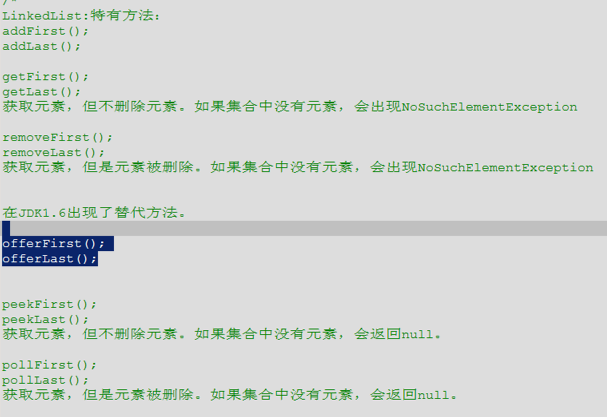 /*
LinkedList:特有方法：
addFirst();
addLast();
getFirst();
getLast();
获取元素，但不删除元素。如果集合中没有元素，会出现NoSuchElementException
removeFirst();
removeLast();
获取元素，但是元素被删除。如果集合中没有元素，会出现NoSuchElementException
在JDK1.6出现了替代方法。
offerFirst();
offerLast();
peekFirst();
peekLast();
获取元素，但不删除元素。如果集合中没有元素，会返回null。
pollFirst();
pollLast();
获取元素，但是元素被删除。如果集合中没有元素，会返回null。